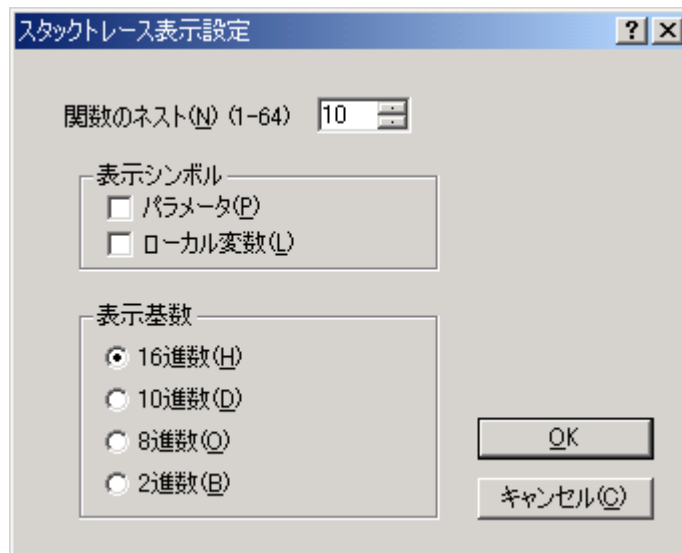 スタックトレース表示設定
関数のネスト(N) (1-64) 10
表示シンボル
パラメータ(P)
ローカル変数(L)
表示基数
16進数(H)
10進数(D)
8進数(O)
2進数(B)
OK
キャンセル(C)